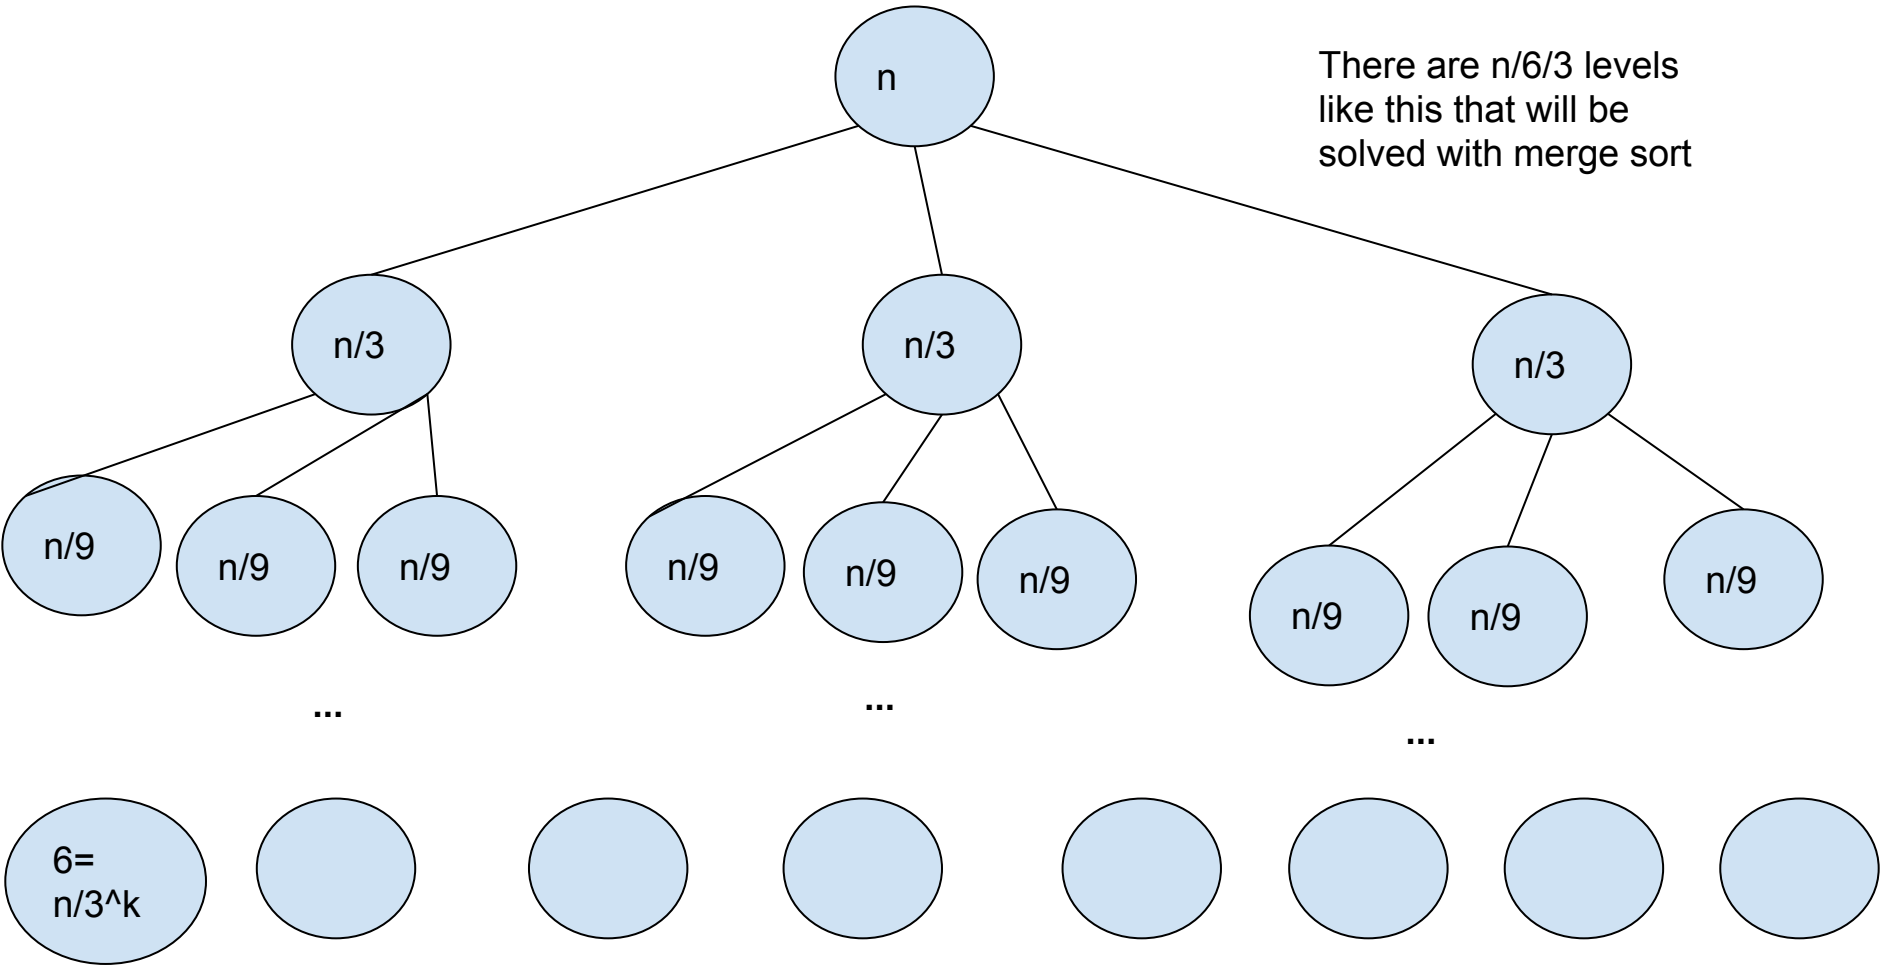 n
There are n/6/3 levels
like this that will be
solved with merge sort
n/3
n/3
n/3
n/9
n/9
n/9
n/9
n/9
n/9
n/9
n/9
n/9
...
...
...
6=
n/3^k